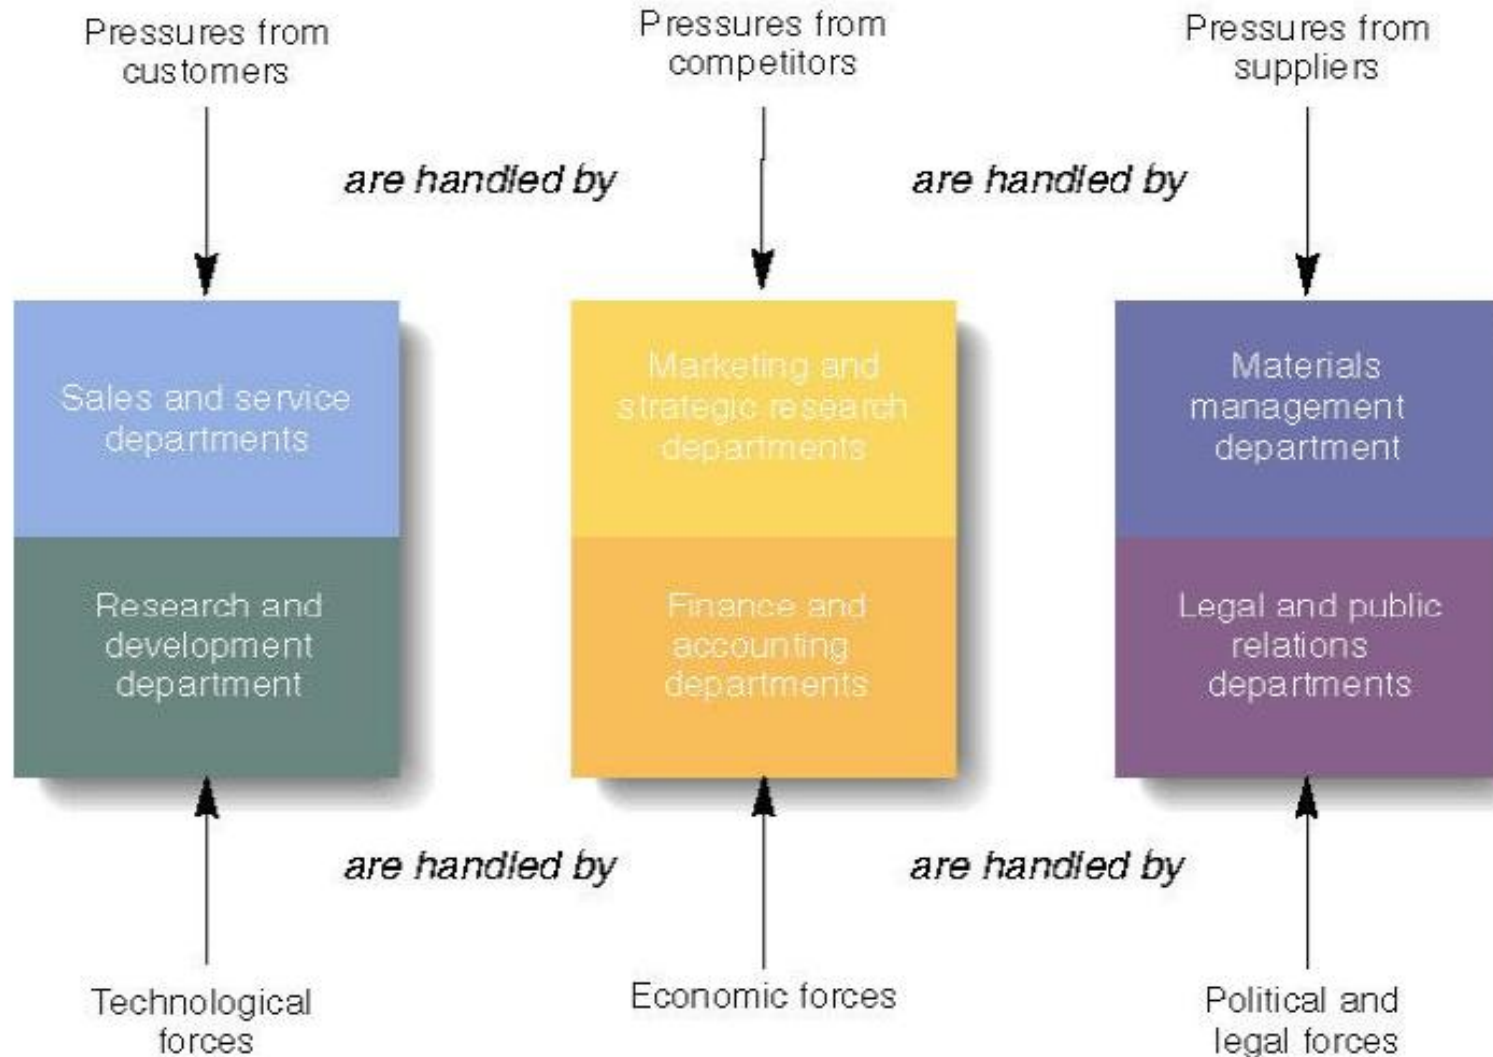 Pressures from
customers
Pressures from
competitors
Pressures from
suppliers
are handled by
are handled by
Sales and service
departments
Marketing and
strategic research
departments
Materials
management
department
Research and
development
department
Finance and
accounting
departments
Legal and public
relations
departments
are handled by
are handled by
Technological
forces
Economic forces
Political and
legal forces